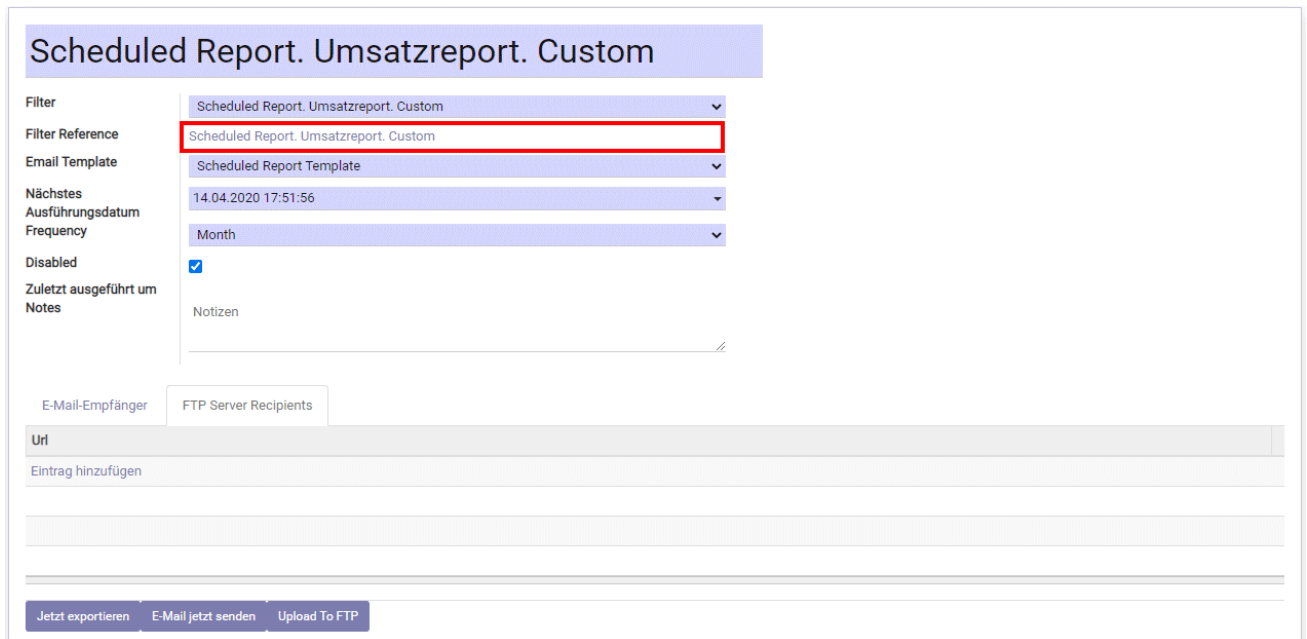 Scheduled Report. Umsatzreport. Custom
Filter
Scheduled Report. Umsatzreport. Custom
Filter Reference
Scheduled Report. Umsatzreport. Custom
Email Template
Scheduled Report Template
Nächstes
Ausführungsdatum
14.04.2020 17:51:56
Frequency
Month
Disabled
Zuletzt ausgeführt um
Notes
Notizen
E-Mail-Empfänger
FTP Server Recipients
Url
Eintrag hinzufügen
Jetzt exportieren
E-Mail jetzt senden
Upload To FTP